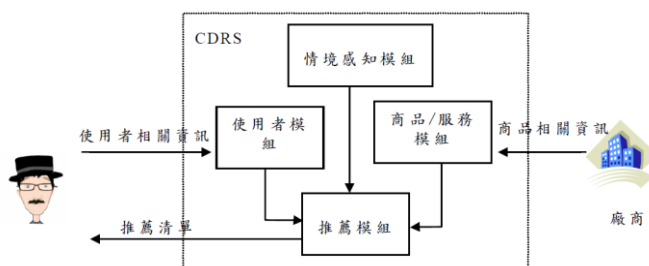 CDRS
情境感知模組
使用者相關資訊
使用者模
組
商品/服務
模組
商品相關資訊
廠商
推薦清單
推薦模組